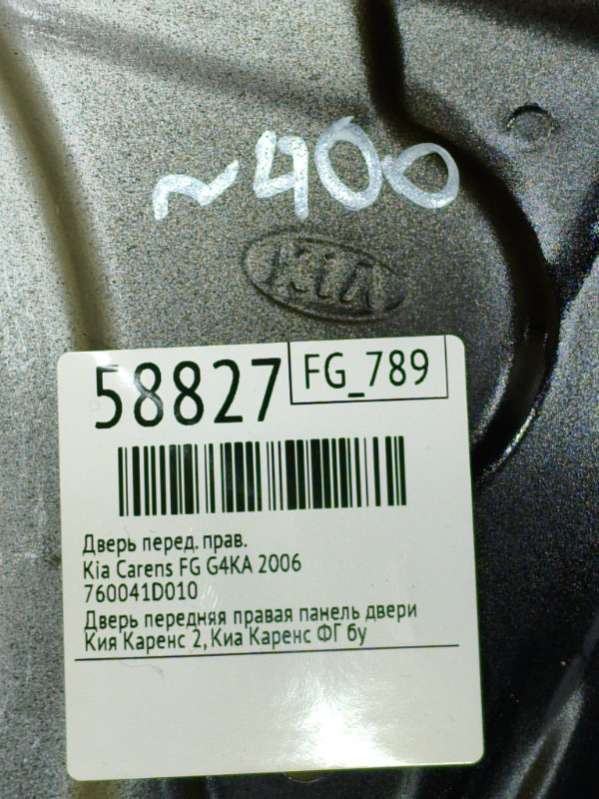 ~400
KIA
58827
FG_789
Дверь перед. прав.
Kia Carens FG G4KA 2006
760041D010
Дверь передняя правая панель двери
Кия Каренс 2, Киа Каренс ФГ бу